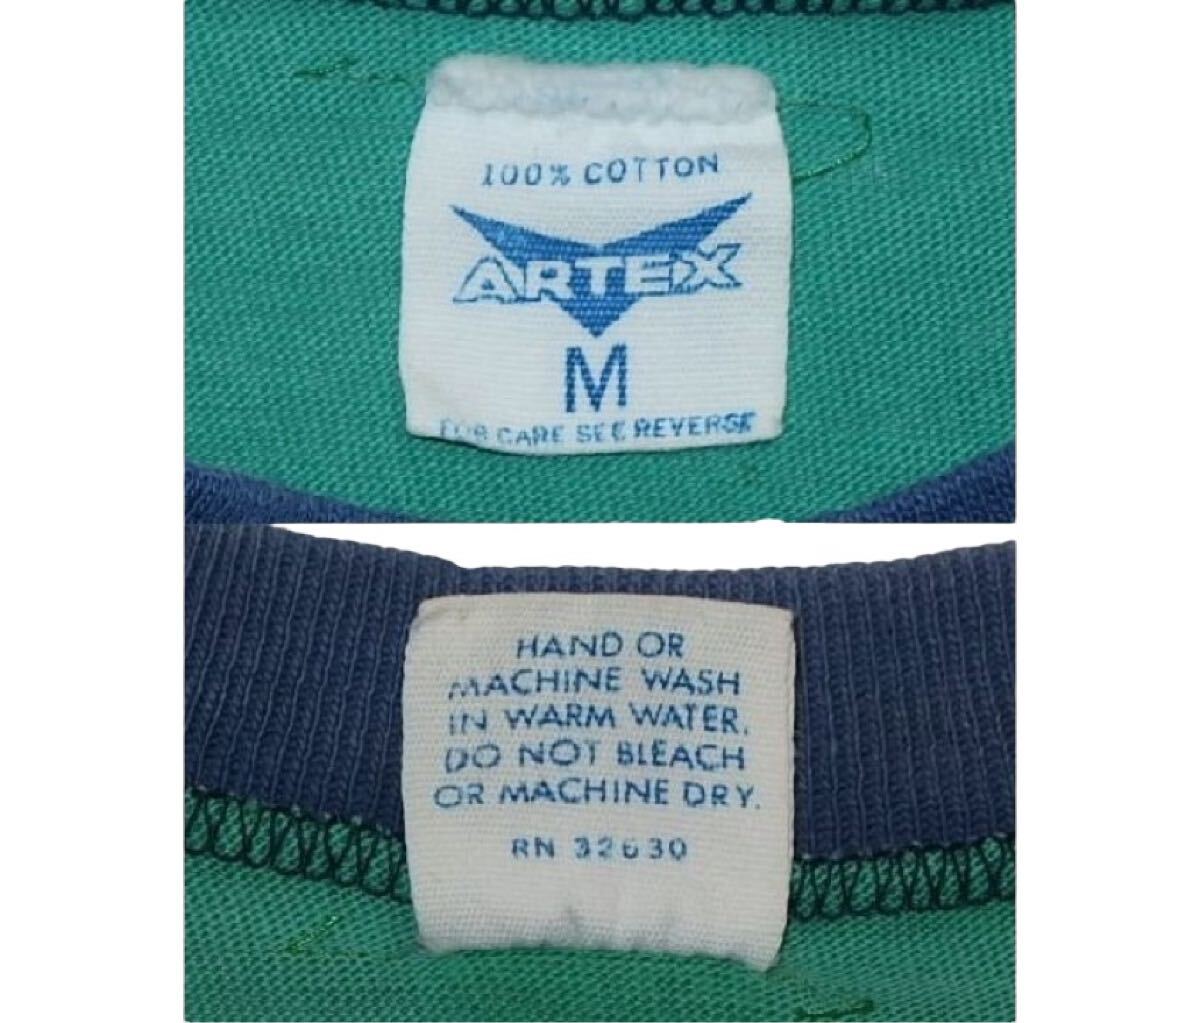 100% COTTON
ARTEX
M
FOR CARE SEE REVERSE
HAND OR
MACHINE WASH
IN WARM WATER.
DO NOT BLEACH
OR MACHINE DRY.
RN 32630